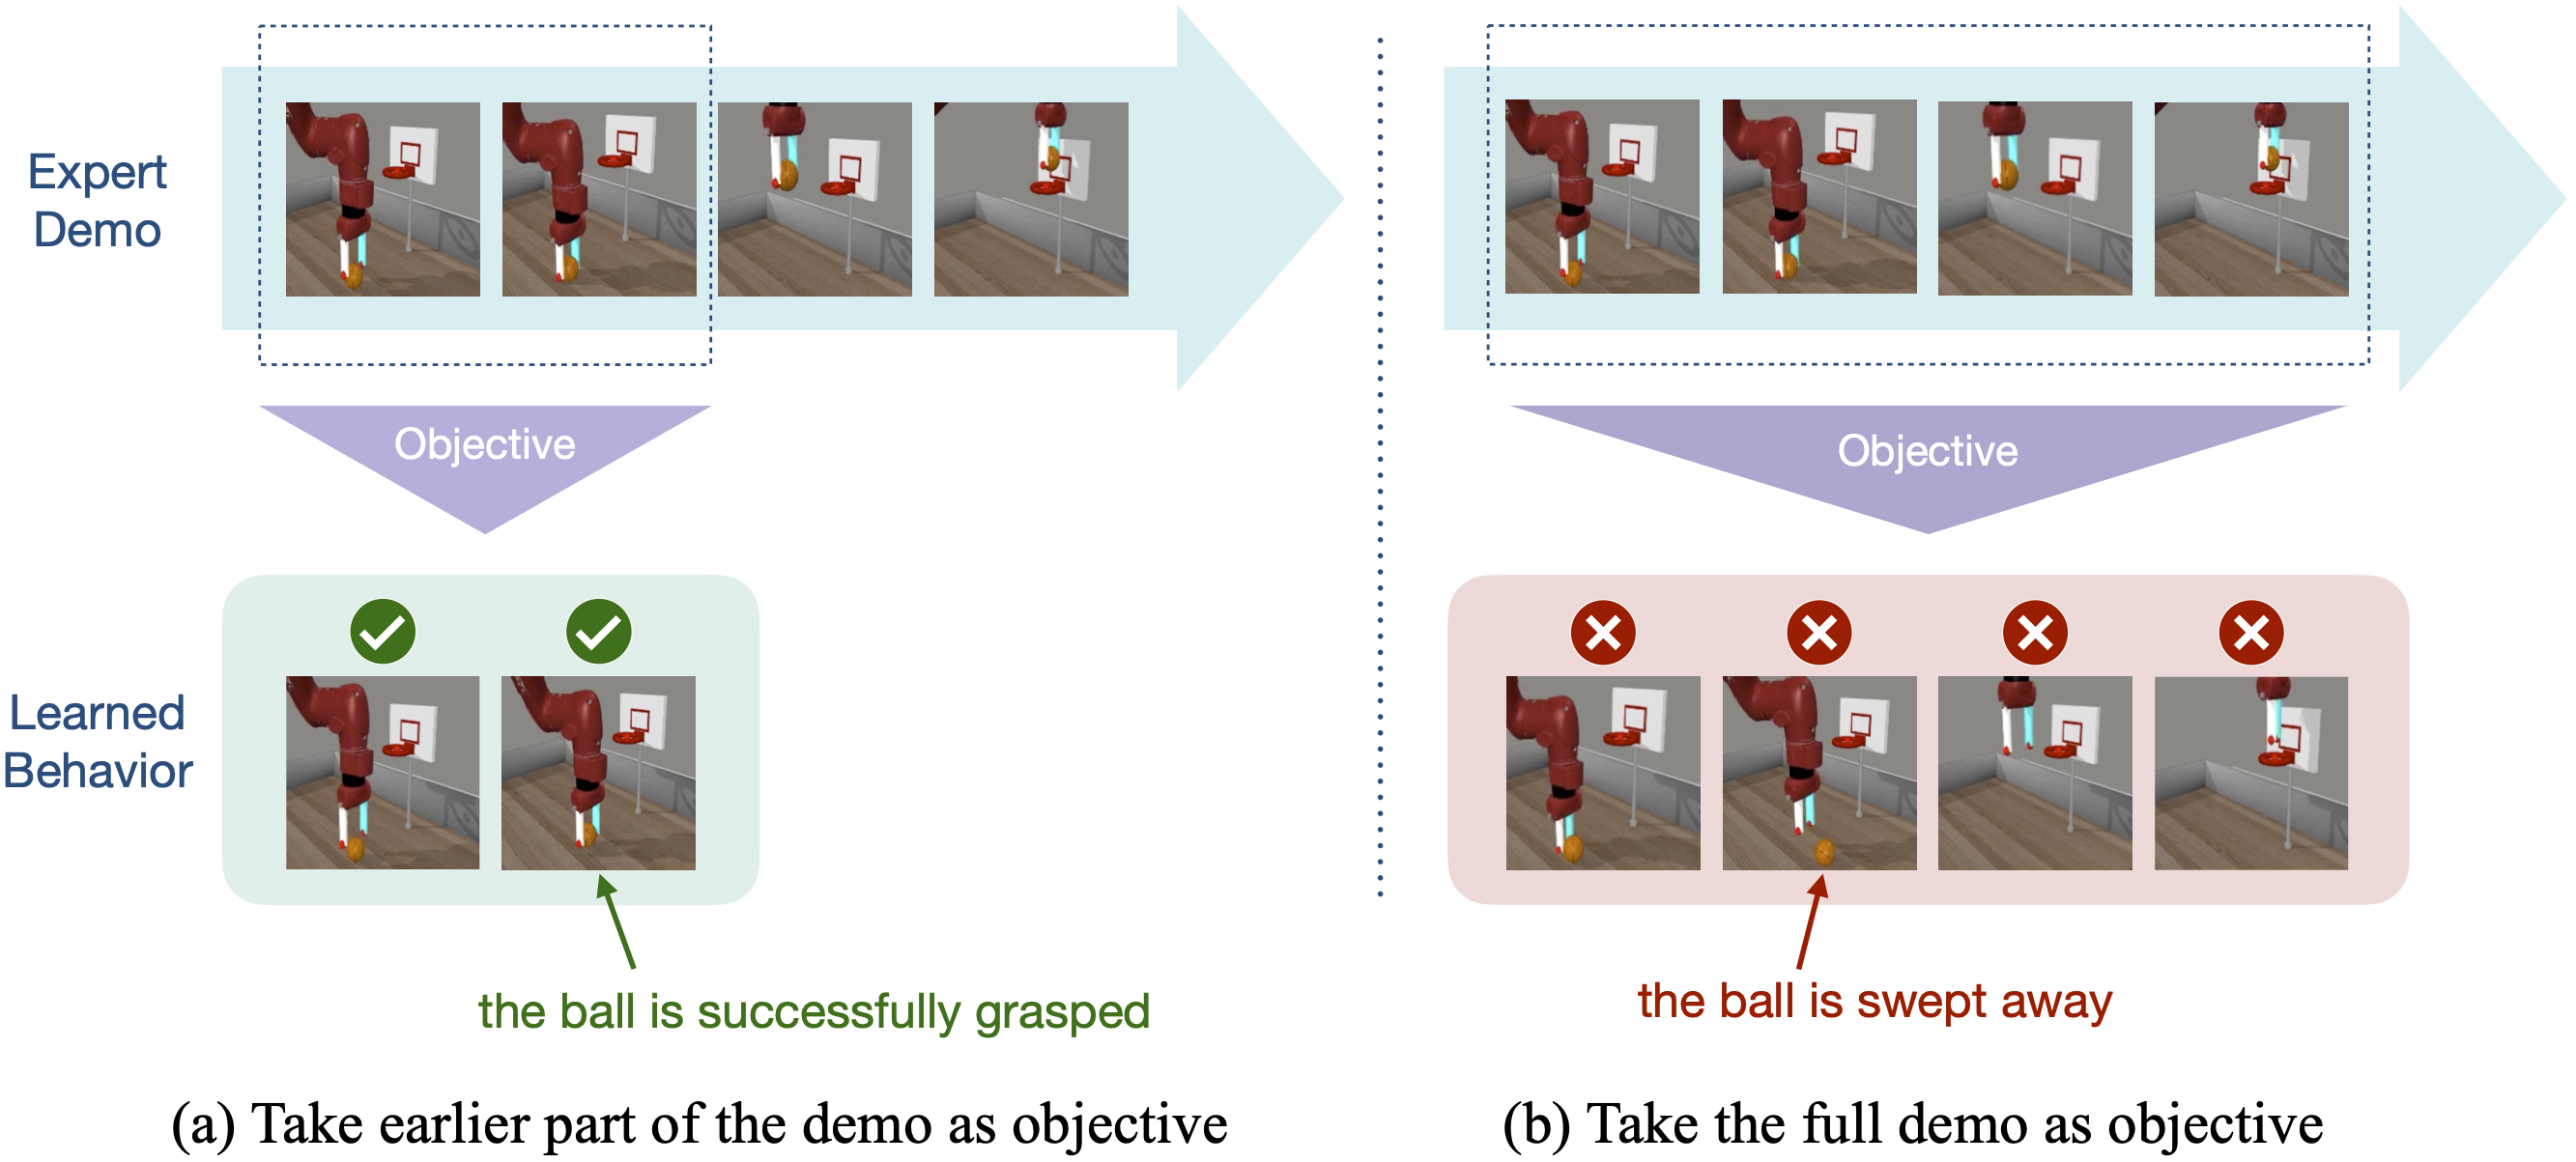 Expert
Demo
Objective
Objective
Learned
Behavior
the ball is successfully grasped
the ball is swept away
(a) Take earlier part of the demo as objective
(b) Take the full demo as objective